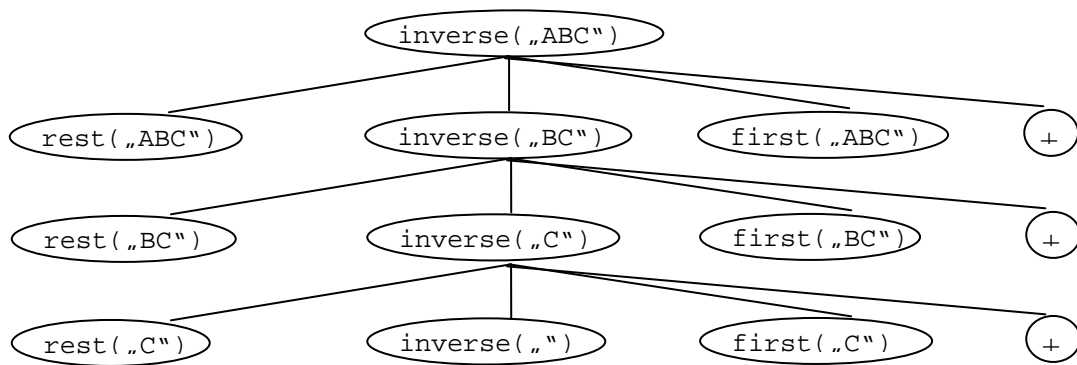 inverse(„ABC“)
rest(„ABC“) inverse(„BC“) first(„ABC“) +
rest(„BC“) inverse(„C“) first(„BC“) +
rest(„C“) inverse(„“) first(„C“) +